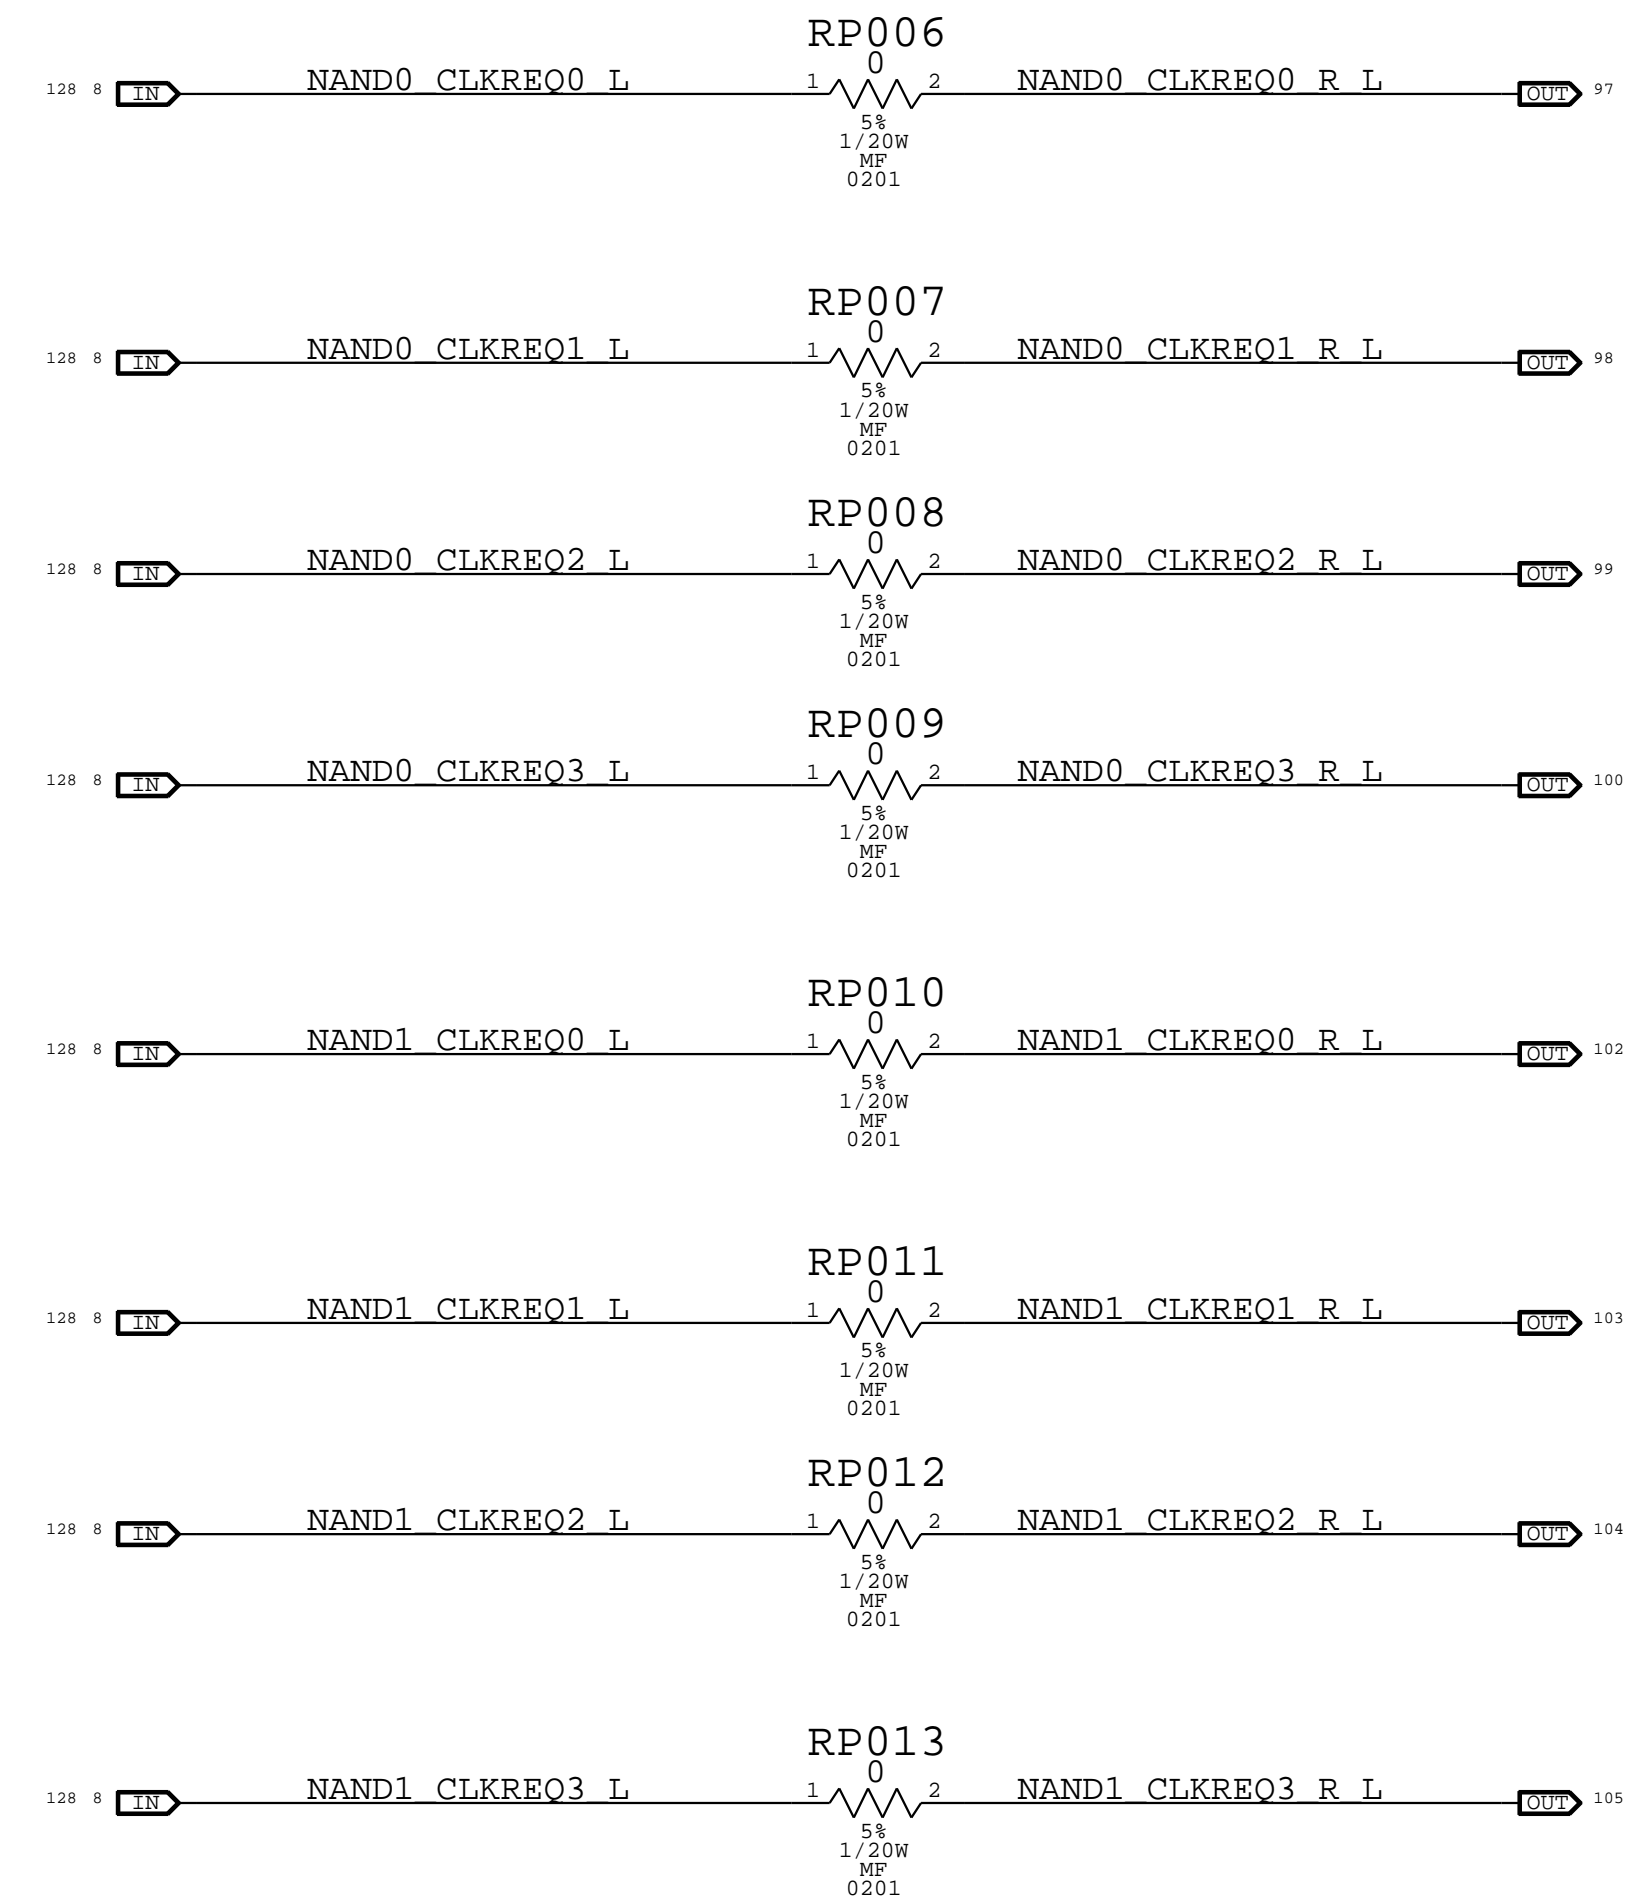 RP006
0
128 8 IN NAND0_CLKREQ0_L 1 2 NAND0_CLKREQ0_R_L OUT 97
5%
1/20W
MF
0201
RP007
0
128 8 IN NAND0_CLKREQ1_L 1 2 NAND0_CLKREQ1_R_L OUT 98
5%
1/20W
MF
0201
RP008
0
128 8 IN NAND0_CLKREQ2_L 1 2 NAND0_CLKREQ2_R_L OUT 99
5%
1/20W
MF
0201
RP009
0
128 8 IN NAND0_CLKREQ3_L 1 2 NAND0_CLKREQ3_R_L OUT 100
5%
1/20W
MF
0201
RP010
0
128 8 IN NAND1_CLKREQ0_L 1 2 NAND1_CLKREQ0_R_L OUT 102
5%
1/20W
MF
0201
RP011
0
128 8 IN NAND1_CLKREQ1_L 1 2 NAND1_CLKREQ1_R_L OUT 103
5%
1/20W
MF
0201
RP012
0
128 8 IN NAND1_CLKREQ2_L 1 2 NAND1_CLKREQ2_R_L OUT 104
5%
1/20W
MF
0201
RP013
0
128 8 IN NAND1_CLKREQ3_L 1 2 NAND1_CLKREQ3_R_L OUT 105
5%
1/20W
MF
0201